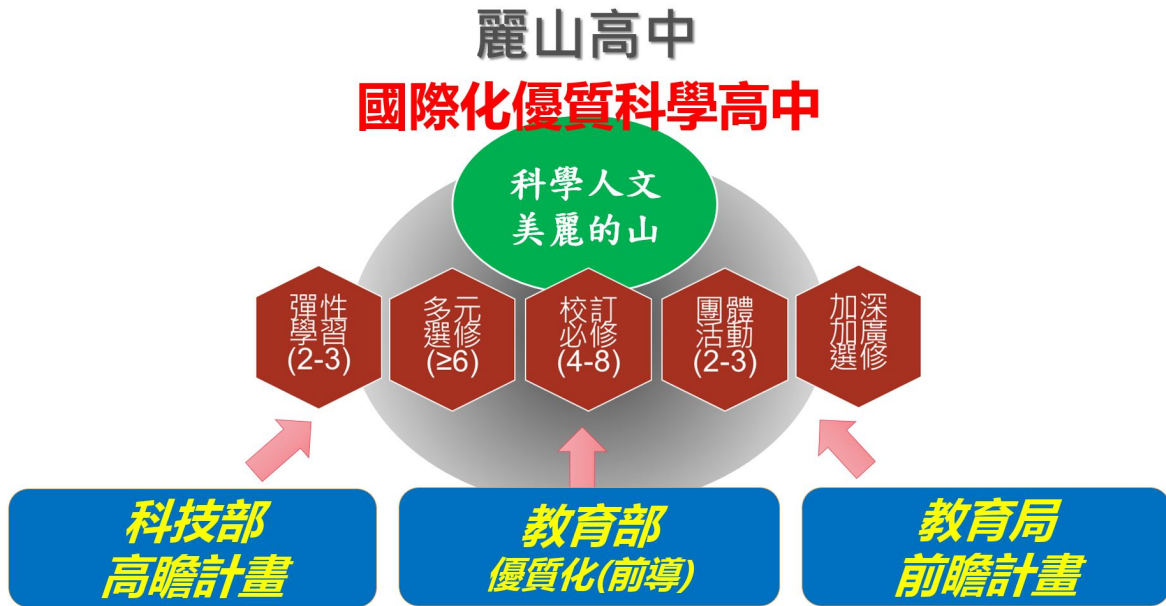 麗山高中
國際化優質科學高中
科學人文
美麗的山
彈性
學習
(2-3)
多元
選修
(≥6)
校訂
必修
(4-8)
團體
活動
(2-3)
加深
加廣
選修
科技部
高瞻計畫
教育部
優質化(前導)
教育局
前瞻計畫